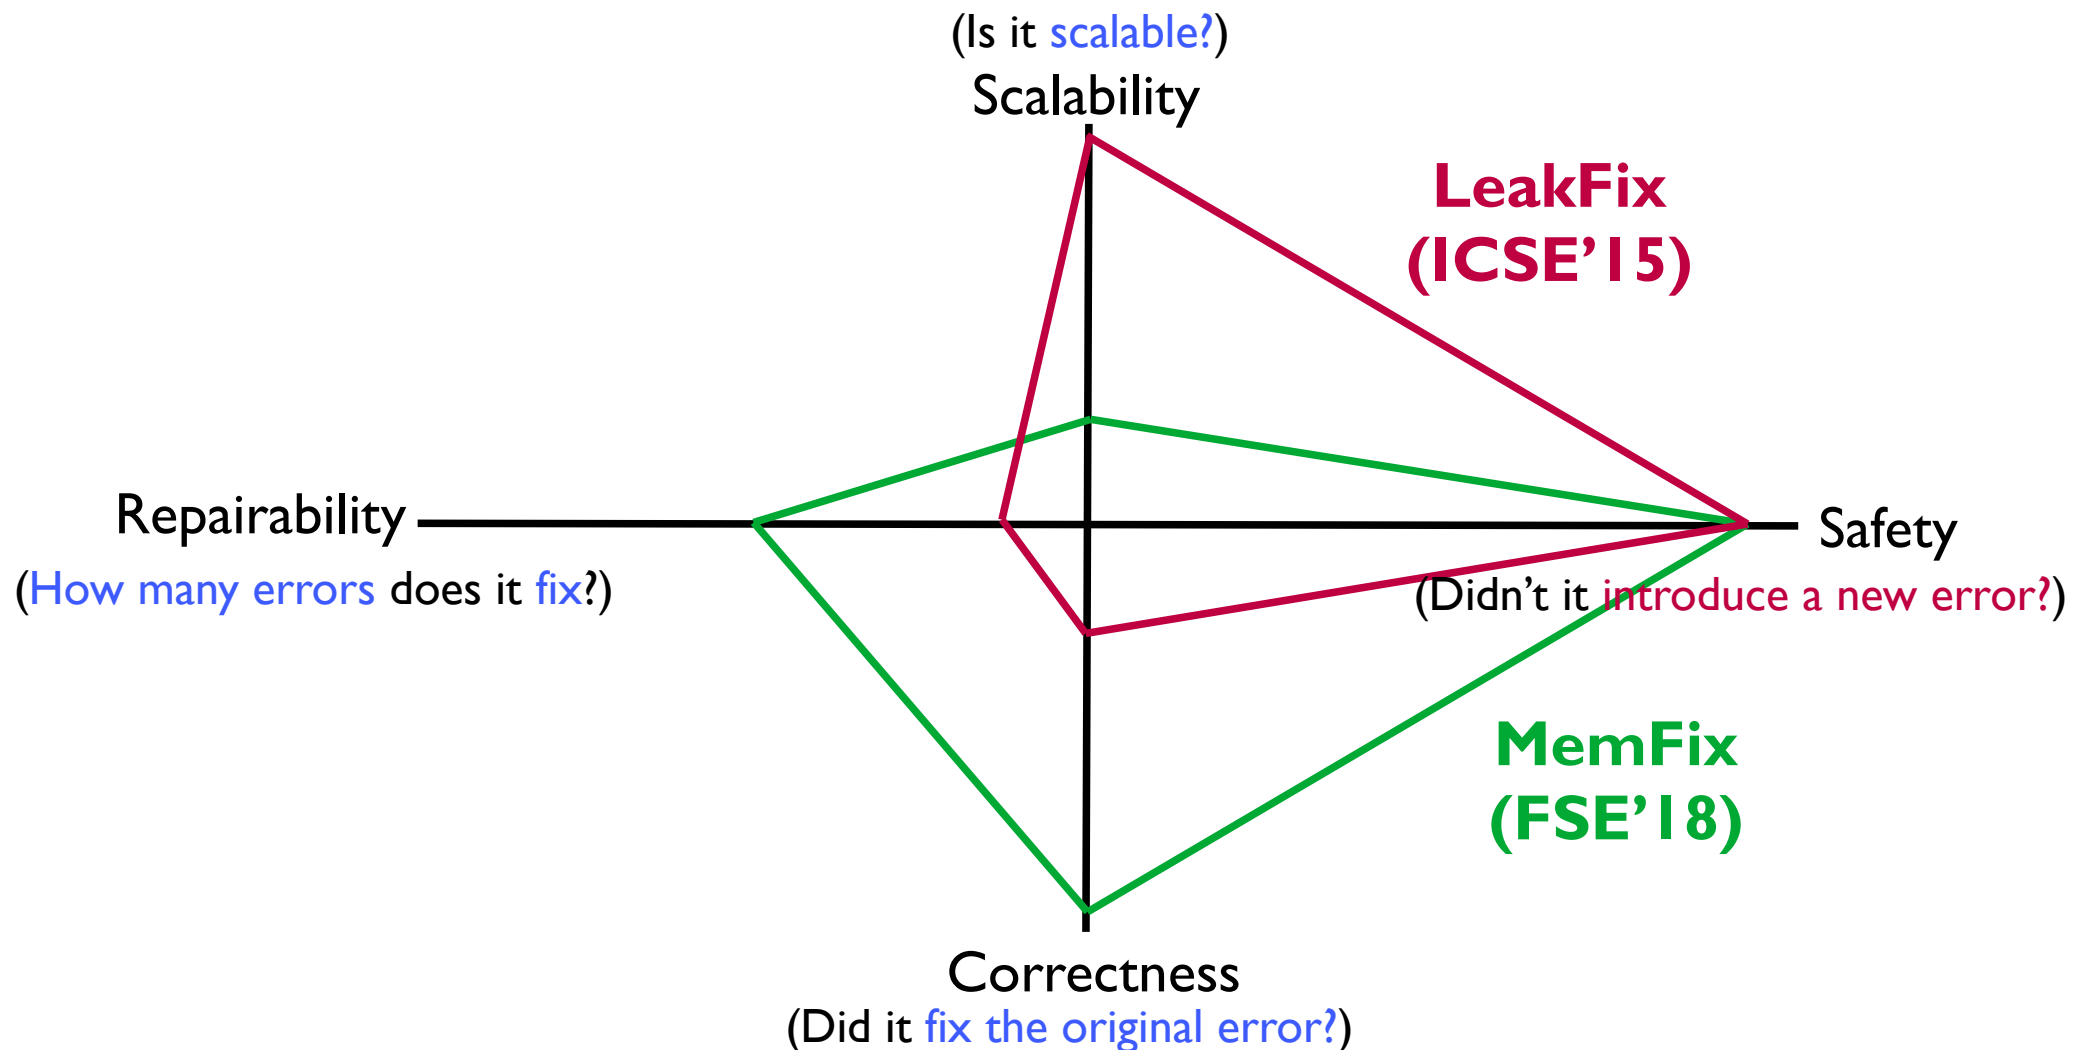 (Is it scalable?)
Scalability
LeakFix
(ICSE’15)
Repairability
(How many errors does it fix?)
Safety
(Didn’t it introduce a new error?)
MemFix
(FSE’18)
Correctness
(Did it fix the original error?)